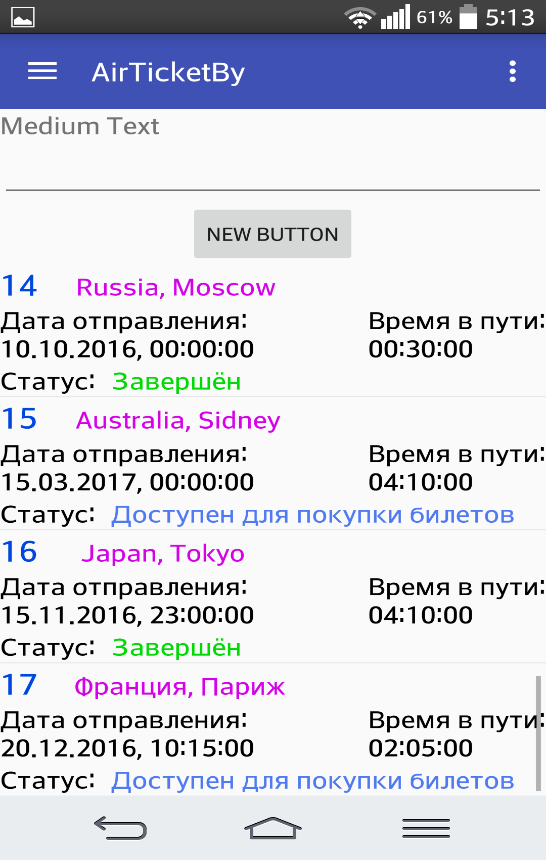 61% 5:13
AirTicketBy
Medium Text
NEW BUTTON
14 Russia, Moscow
Дата отправления: Время в пути:
10.10.2016, 00:00:00 00:30:00
Статус: Завершён
15 Australia, Sidney
Дата отправления: Время в пути:
15.03.2017, 00:00:00 04:10:00
Статус: Доступен для покупки билетов
16 Japan, Tokyo
Дата отправления: Время в пути:
15.11.2016, 23:00:00 04:10:00
Статус: Завершён
17 Франция, Париж
Дата отправления: Время в пути:
20.12.2016, 10:15:00 02:05:00
Статус: Доступен для покупки билетов